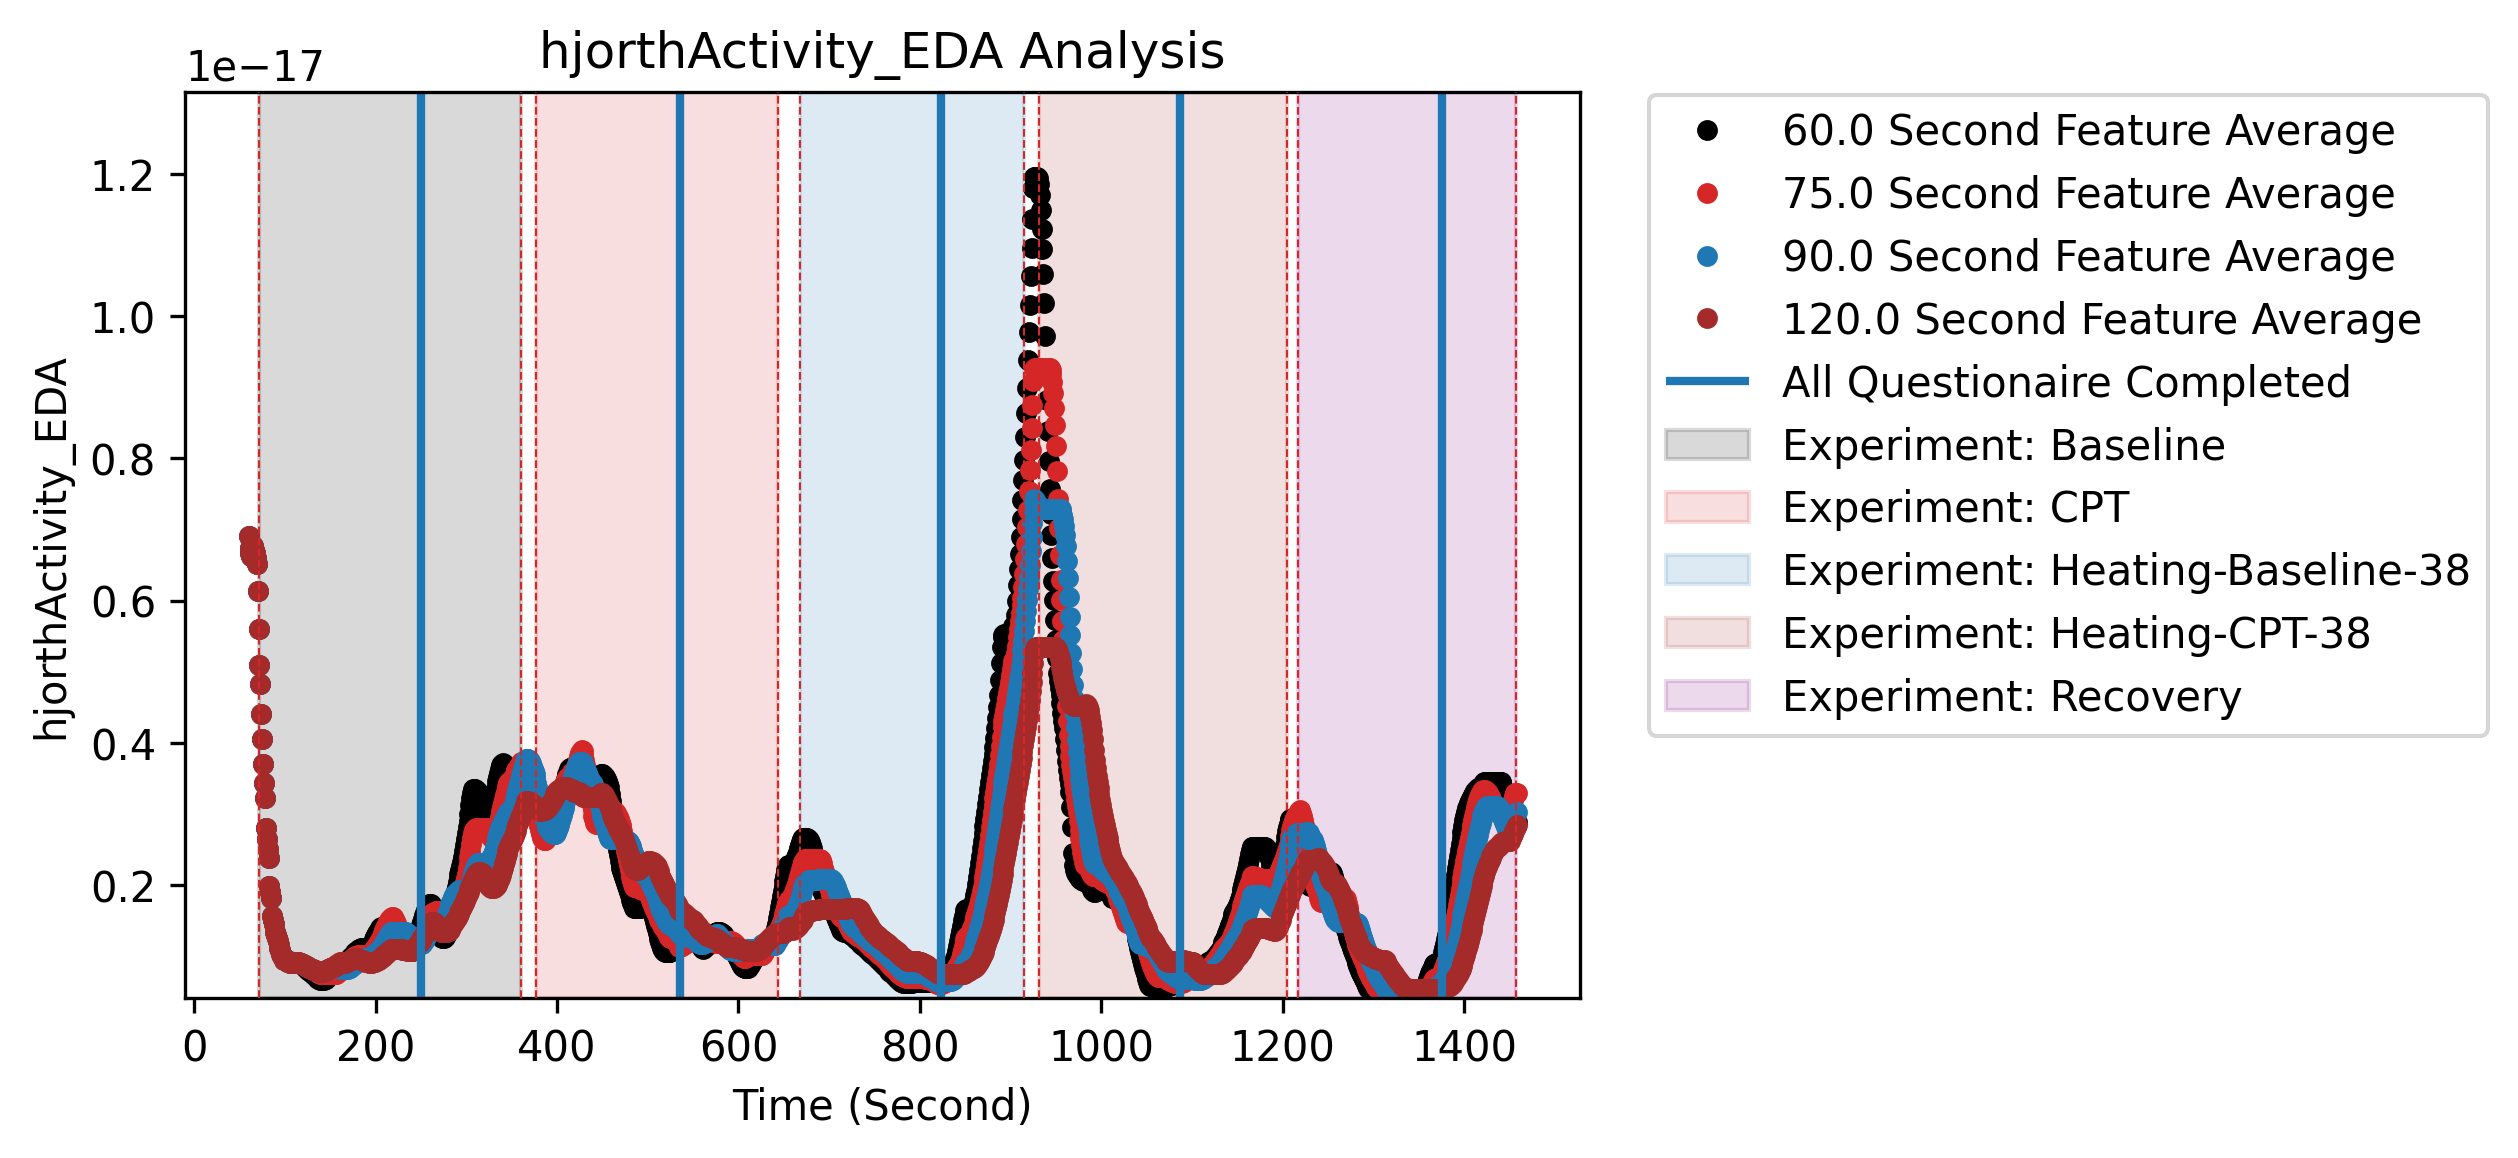 hjorthActivity_EDA Analysis
1e−17
hjorthActivity_EDA
1.2
1.0
0.8
0.6
0.4
0.2
0 200 400 600 800 1000 1200 1400
Time (Second)
60.0 Second Feature Average
75.0 Second Feature Average
90.0 Second Feature Average
120.0 Second Feature Average
All Questionaire Completed
Experiment: Baseline
Experiment: CPT
Experiment: Heating-Baseline-38
Experiment: Heating-CPT-38
Experiment: Recovery